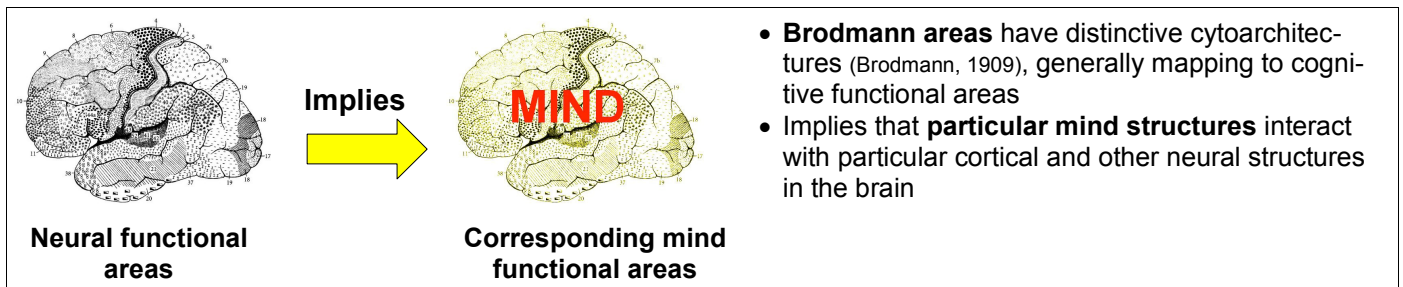 Implies
MIND
Neural functional
areas
Corresponding mind
functional areas
• Brodmann areas have distinctive cytoarchitec-
tures (Brodmann, 1909), generally mapping to cogni-
tive functional areas
• Implies that particular mind structures interact
with particular cortical and other neural structures
in the brain